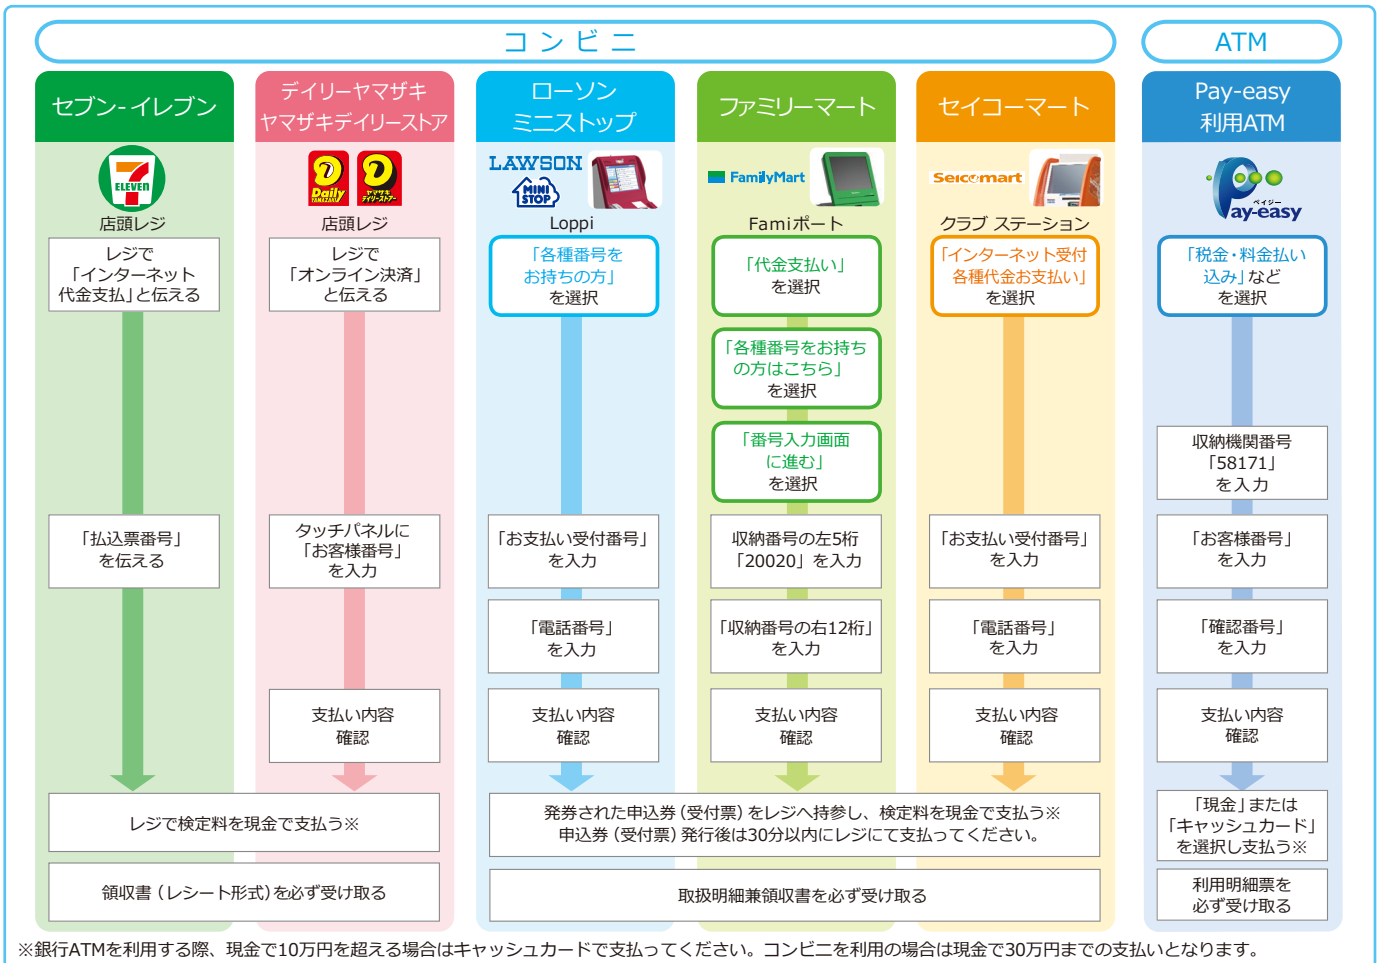 コンビニ
ATM
セブン-イレブン
7
ELEVEN
店頭レジ
レジで
「インターネット
代金支払」と伝える
「払込票番号」
を伝える
デイリーヤマザキ
ヤマザキデイリーストア
Daily
YAMAZAKI
ヤマザキ
デイリーストアー
店頭レジ
レジで
「オンライン決済」
と伝える
タッチパネルに
「お客様番号」
を入力
支払い内容
確認
レジで検定料を現金で支払う※
領収書（レシート形式）を必ず受け取る
ローソン
ミニストップ
LAWSON
MINI
STOP
Loppi
「各種番号を
お持ちの方」
を選択
「お支払い受付番号」
を入力
「電話番号」
を入力
支払い内容
確認
ファミリーマート
FamilyMart
Famiポート
「代金支払い」
を選択
「各種番号をお持ち
の方はこちら」
を選択
「番号入力画面
に進む」
を選択
収納番号の左5桁
「20020」を入力
「収納番号の右12桁」
を入力
支払い内容
確認
セイコーマート
Seicomart
クラブ ステーション
「インターネット受付
各種代金お支払い」
を選択
「お支払い受付番号」
を入力
「電話番号」
を入力
支払い内容
確認
発券された申込券（受付票）をレジへ持参し、検定料を現金で支払う※
申込券（受付票）発行後は30分以内にレジにて支払ってください。
取扱明細兼領収書を必ず受け取る
Pay-easy
利用ATM
ペイジー
Pay-easy
「税金・料金払い
込み」など
を選択
収納機関番号
「58171」
を入力
「お客様番号」
を入力
「確認番号」
を入力
支払い内容
確認
「現金」または
「キャッシュカード」
を選択し支払う※
利用明細票を
必ず受け取る
※銀行ATMを利用する際、現金で10万円を超える場合はキャッシュカードで支払ってください。コンビニを利用の場合は現金で30万円までの支払いとなります。